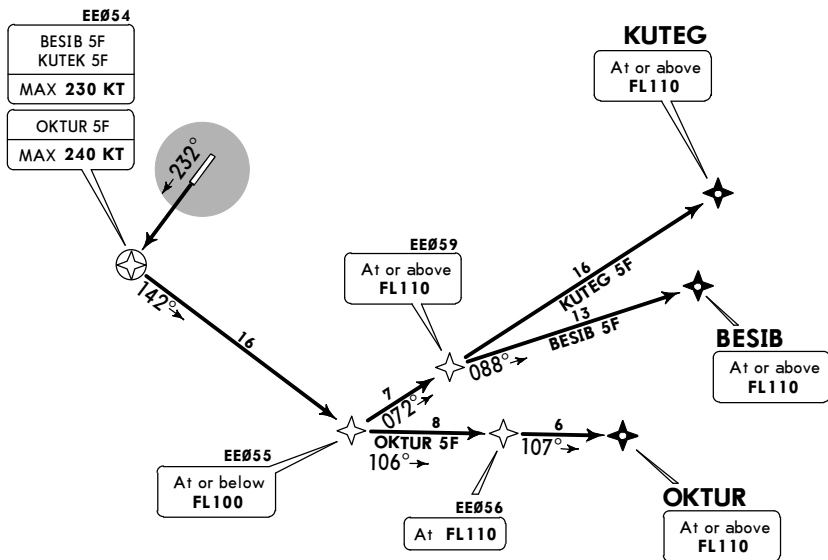 EEØ54
BESIB 5F
KUTEK 5F
MAX 230 KT
OKTUR 5F
MAX 240 KT
232°
KUTEG
At or above
FL110
EEØ59
At or above
FL110
16
KUTEG 5F
13
BESIB 5F
088°
BESIB
At or above
FL110
142°
16
7
072°
8
OKTUR 5F
106°
6
107°
EEØ55
At or below
FL100
EEØ56
At FL110
OKTUR
At or above
FL110